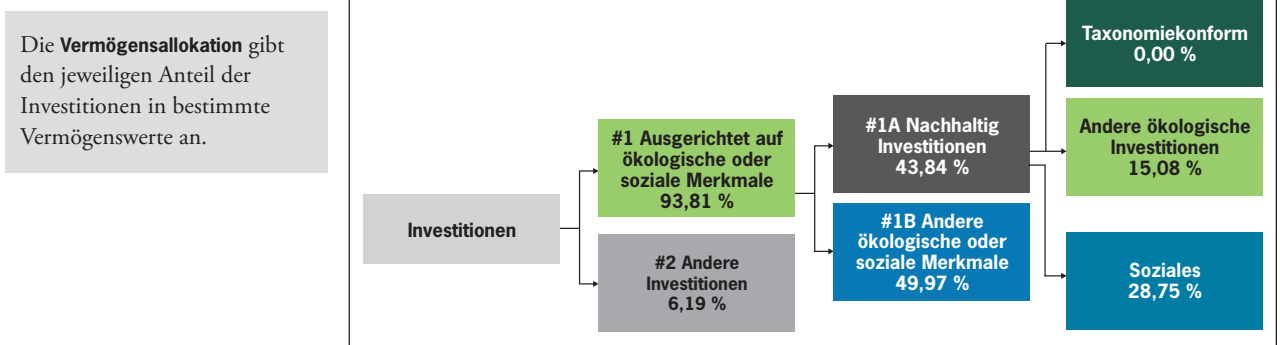 Die Vermögensallokation gibt
den jeweiligen Anteil der
Investitionen in bestimmte
Vermögenswerte an.
Investitionen
#1 Ausgerichtet auf
ökologische oder
soziale Merkmale
93,81 %
#2 Andere
Investitionen
6,19 %
#1A Nachhaltig
Investitionen
43,84 %
#1B Andere
ökologische oder
soziale Merkmale
49,97 %
Taxonomiekonform
0,00 %
Andere ökologische
Investitionen
15,08 %
Soziales
28,75 %